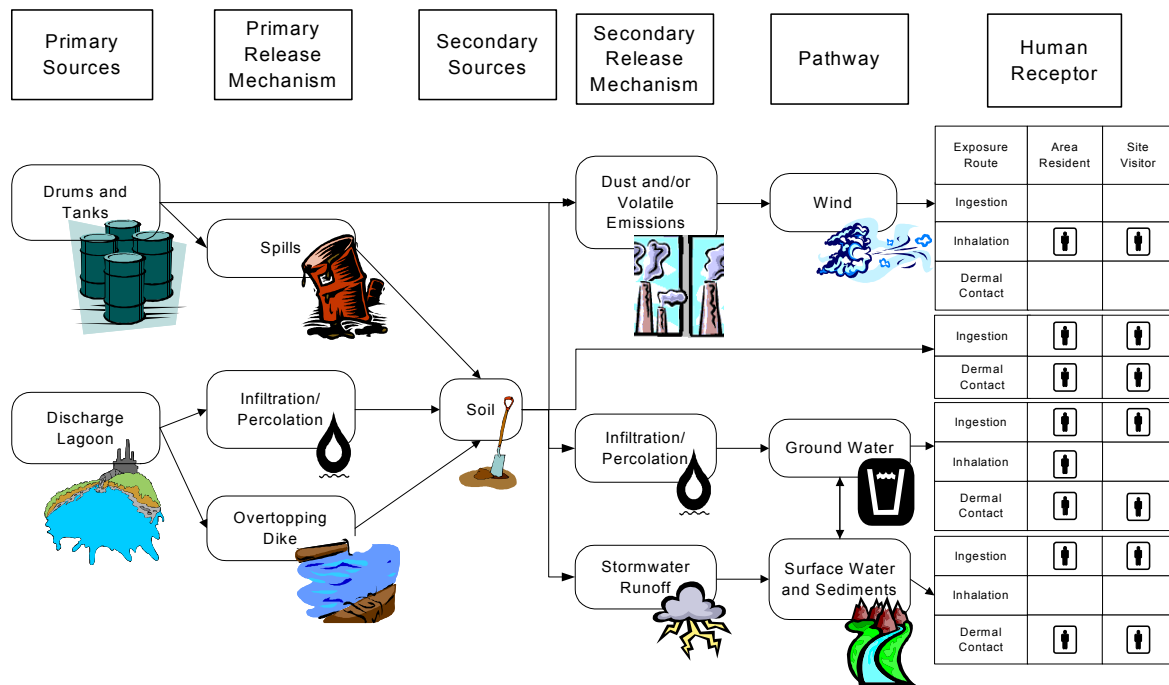 Primary
Sources
Primary
Release
Mechanism
Secondary
Sources
Secondary
Release
Mechanism
Pathway
Human
Receptor
Drums and
Tanks
Spills
Discharge
Lagoon
Infiltration/
Percolation
Overtopping
Dike
Soil
Dust and/or
Volatile
Emissions
Infiltration/
Percolation
Stormwater
Runoff
Wind
Ground Water
Surface Water
and Sediments
Exposure
Route
Area
Resident
Site
Visitor
Ingestion
Inhalation
Dermal
Contact
Ingestion
Dermal
Contact
Ingestion
Inhalation
Dermal
Contact
Ingestion
Inhalation
Dermal
Contact